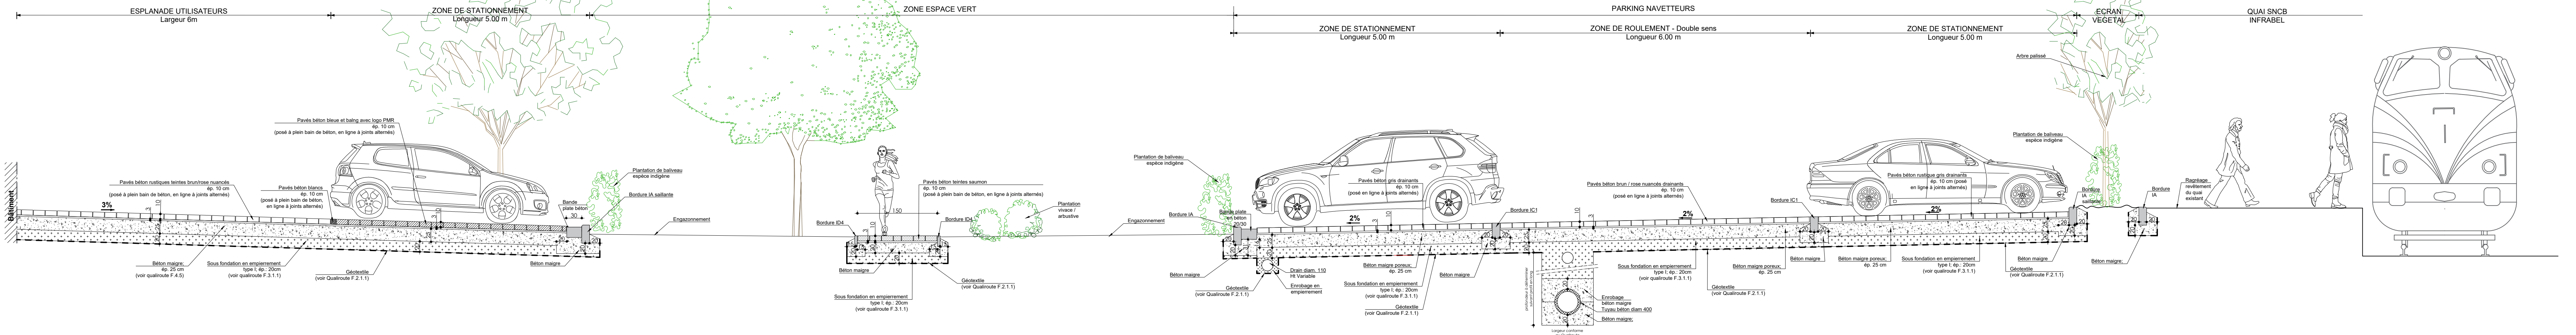 ESPLANADE UTILISATEURS
Largeur 6m
ZONE DE STATIONNEMENT
Longueur 5.00 m
ZONE ESPACE VERT
PARKING NAVETTEURS
ZONE DE STATIONNEMENT
Longueur 5.00 m
ZONE DE ROULEMENT - Double sens
Longueur 6.00 m
ZONE DE STATIONNEMENT
Longueur 5.00 m
ECRAN
VEGETAL
QUAI SNCB
INFRABEL
Bâtiment
3%
Pavés béton rustiques teintes brun/rose nuancés
ép. 10 cm
(posé à plein bain de béton, en ligne à joints alternés)
Pavés béton bleue et balng avec logo PMR
ép. 10 cm
(posé à plein bain de béton, en ligne à joints alternés)
Pavés béton blancs
ép. 10 cm
(posé à plein bain de béton,
en ligne à joints alternés)
Bande
plate béton
30
Plantation de baliveau
espèce indigène
Bordure IA saillante
Engazonnement
Béton maigre;
ép. 25 cm
(voir qualiroute F.4.5)
Sous fondation en empierrement
type I; ép.: 20cm
(voir qualiroute F.3.1.1)
Géotextile
(voir Qualiroute F.2.1.1)
Béton maigre
Bordure ID4
150
Pavés béton teintes saumon
ép. 10 cm
(posé à plein bain de béton, en ligne à joints alternés)
Bordure ID4
Plantation
vivace /
arbustive
Engazonnement
Béton maigre
Sous fondation en empierrement
type I; ép.: 20cm
(voir qualiroute F.3.1.1)
Géotextile
(voir Qualiroute F.2.1.1)
Plantation de baliveau
espèce indigène
Bordure IA
Bande plate
en béton
20/30
2%
Pavés béton gris drainants
ép. 10 cm
(posé en ligne à joints alternés)
Bordure IC1
Béton maigre
Géotextile
(voir Qualiroute F.2.1.1)
Drain diam. 110
HI Variable
Enrobage en
empierrement
Béton maigre poreux;
ép. 25 cm
Sous fondation en empierrement
type I; ép.: 20cm
(voir qualiroute F.3.1.1)
Géotextile
(voir Qualiroute F.2.1.1)
Béton maigre
Pavés béton brun / rose nuancés drainants
ép. 10 cm
(posé en ligne à joints alternés)
2%
Bordure IC1
Enrobage
béton maigre
Tuyau béton diam 400
Béton maigre;
Sous fondation en empierrement
type I; ép.: 20cm
(voir qualiroute F.3.1.1)
Géotextile
(voir Qualiroute F.2.1.1)
Béton maigre poreux;
ép. 25 cm
Béton maigre
Pavés béton rustique gris drainants
ép. 10 cm (posé
en ligne à joints alternés)
2%
Béton maigre poreux;
ép. 25 cm
Sous fondation en empierrement
type I; ép.: 20cm
(voir qualiroute F.3.1.1)
Géotextile
(voir Qualiroute F.2.1.1)
Béton maigre
Arbre palissé
Plantation de baliveau
espèce indigène
Bordure
IA
saillante
Bordure
IA
Béton maigre;
Ragréage
revêtement
du quai
existant